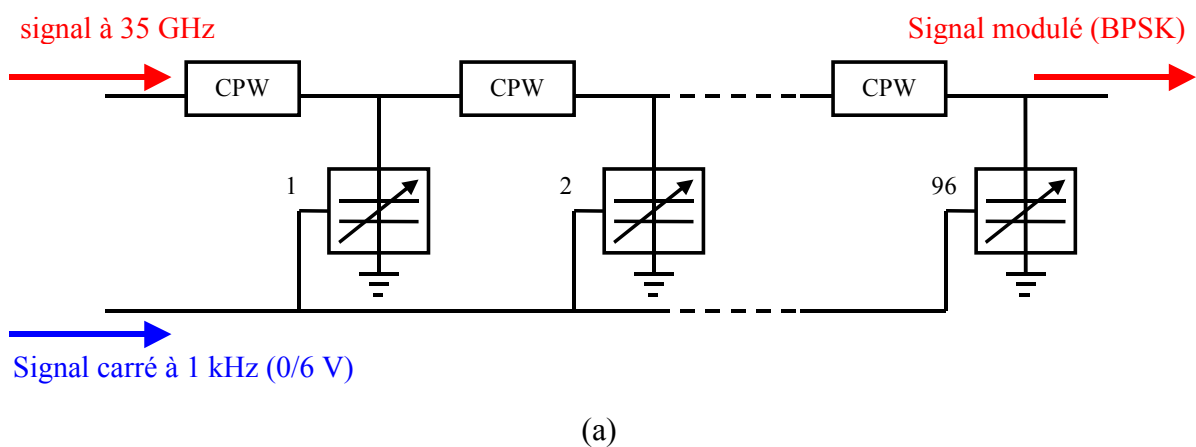 signal à 35 GHz
Signal modulé (BPSK)
CPW
CPW
CPW
1
2
96
Signal carré à 1 kHz (0/6 V)
(a)